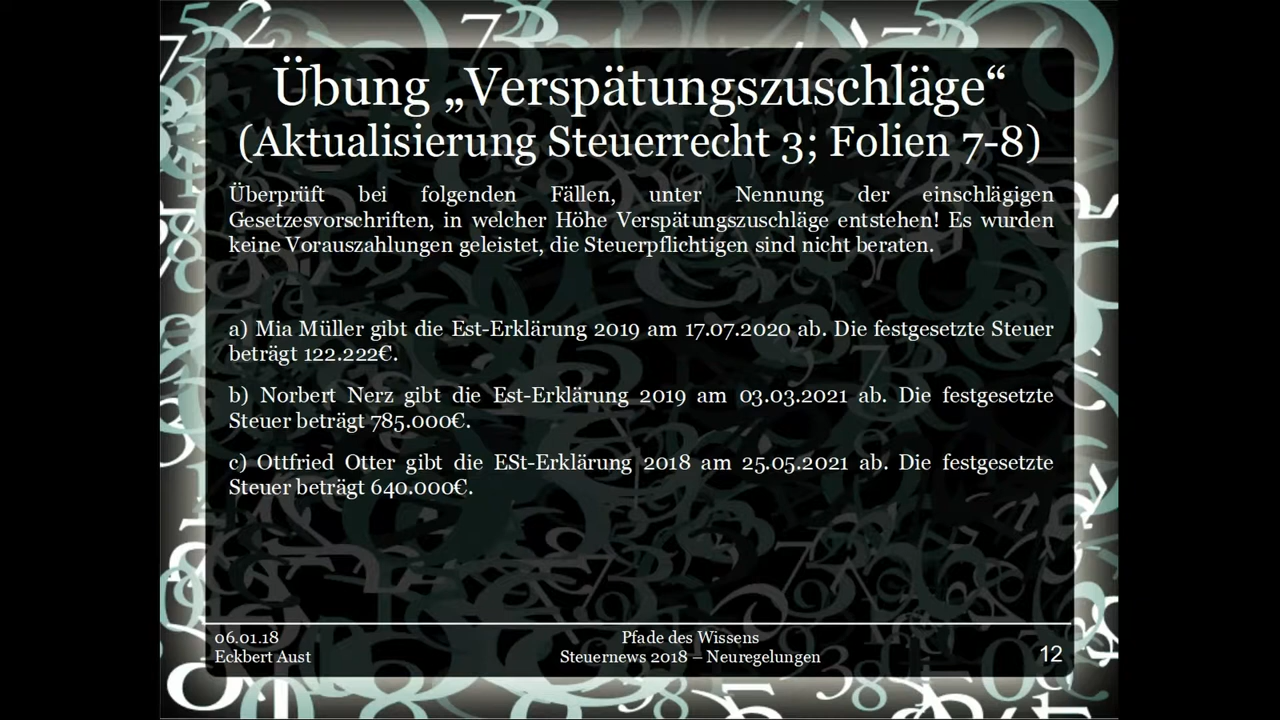 Übung „Verspätungszuschläge“
(Aktualisierung Steuerrecht 3; Folien 7-8)
Überprüft bei folgenden Fällen, unter Nennung der einschlägigen
Gesetzesvorschriften, in welcher Höhe Verspätungszuschläge entstehen! Es wurden
keine Vorauszahlungen geleistet, die Steuerpflichtigen sind nicht beraten.
a) Mia Müller gibt die Est-Erklärung 2019 am 17.07.2020 ab. Die festgesetzte Steuer
beträgt 122.222€.
b) Norbert Nerz gibt die Est-Erklärung 2019 am 03.03.2021 ab. Die festgesetzte
Steuer beträgt 785.000€.
c) Ottfried Otter gibt die ESt-Erklärung 2018 am 25.05.2021 ab. Die festgesetzte
Steuer beträgt 640.000€.
06.01.18
Eckbert Aust
Pfade des Wissens
Steuernews 2018 – Neuregelungen
12